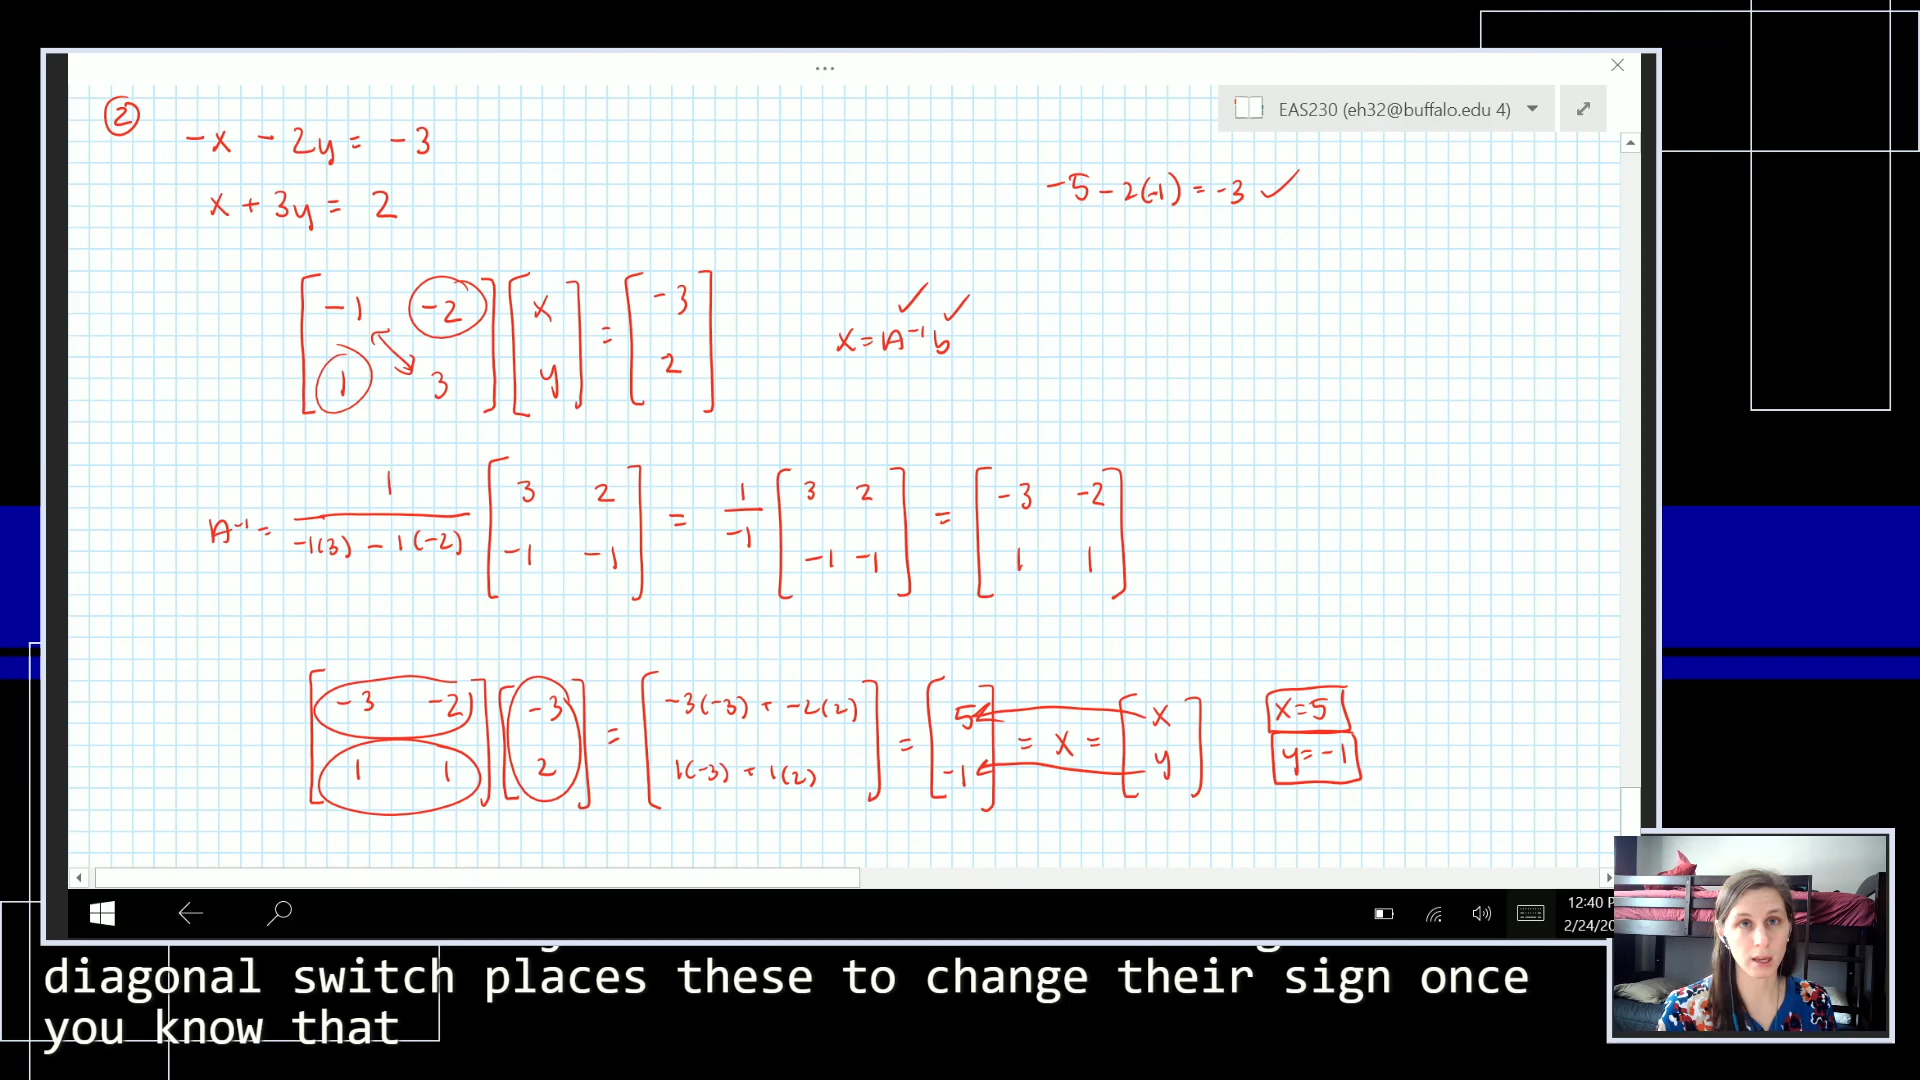 ...
EAS230 (eh32@buffalo.edu 4)
②
-x - 2y = -3
x + 3y = 2
-5 - 2(-1) = -3 ✓
[-1 -2; 1 3] [x; y] = [-3; 2]
✓ ✓
x = A⁻¹b
A⁻¹ = 1/(-1(3) - 1(-2)) [3 2; -1 -1] = 1/-1 [3 2; -1 -1] = [-3 -2; 1 1]
[-3 -2; 1 1] [-3; 2] = [-3(-3) + -2(2); 1(-3) + 1(2)] = [5; -1] = x = [x; y]
x=5
y=-1
12:40 P
2/24/20
diagonal switch places these to change their sign once
you know that